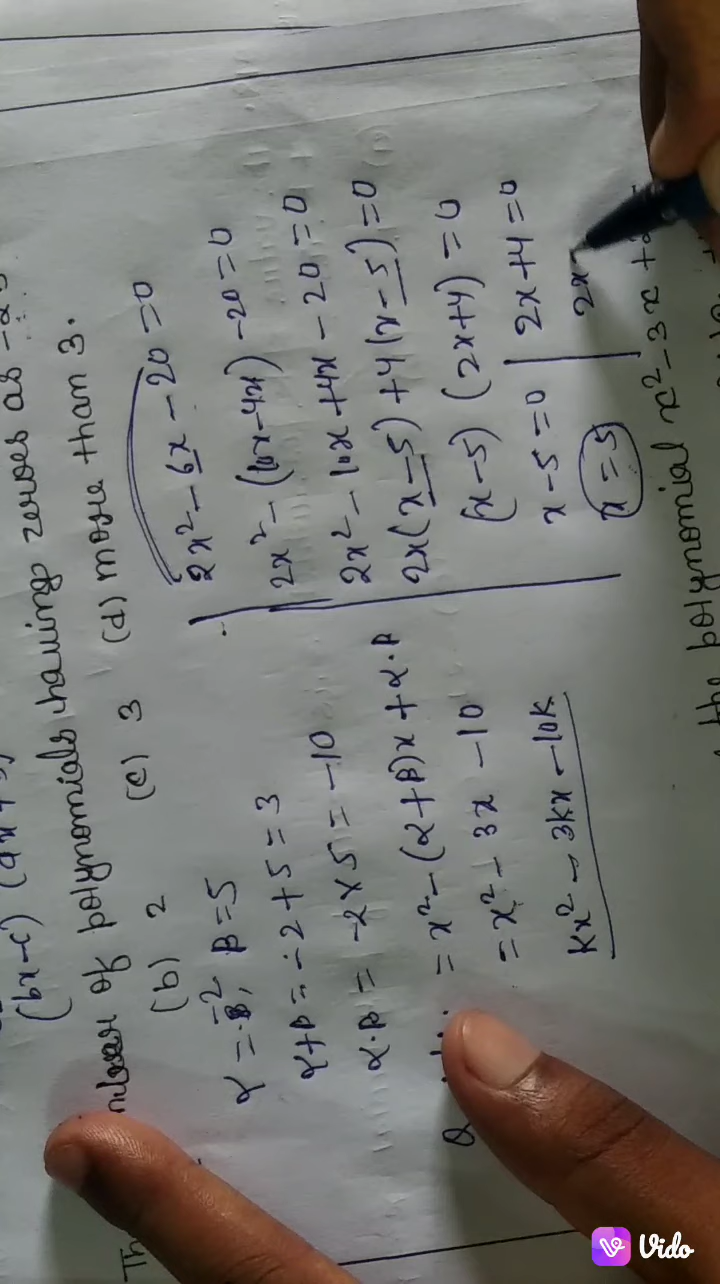 (bx-c) (ax+
of polynomials having zeroes as -2
(b) 2 (c) 3 (d) more than 3.
α = -2, β = 5
α+β = -2+5 = 3
α.β = -2×5 = -10
= x²-(α+β)x + α.β
= x² - 3x - 10
kx² - 3kx - 10k
2x² - 6x - 20 = 0
2x² - (10x-4x) - 20 = 0
2x² - 10x + 4x - 20 = 0
2x(x-5) + 4(x-5) = 0
(x-5) (2x+4) = 0
x-5 = 0 | 2x+4 = 0
x = 5 | 2x
the polynomial x² - 3x +
Vido